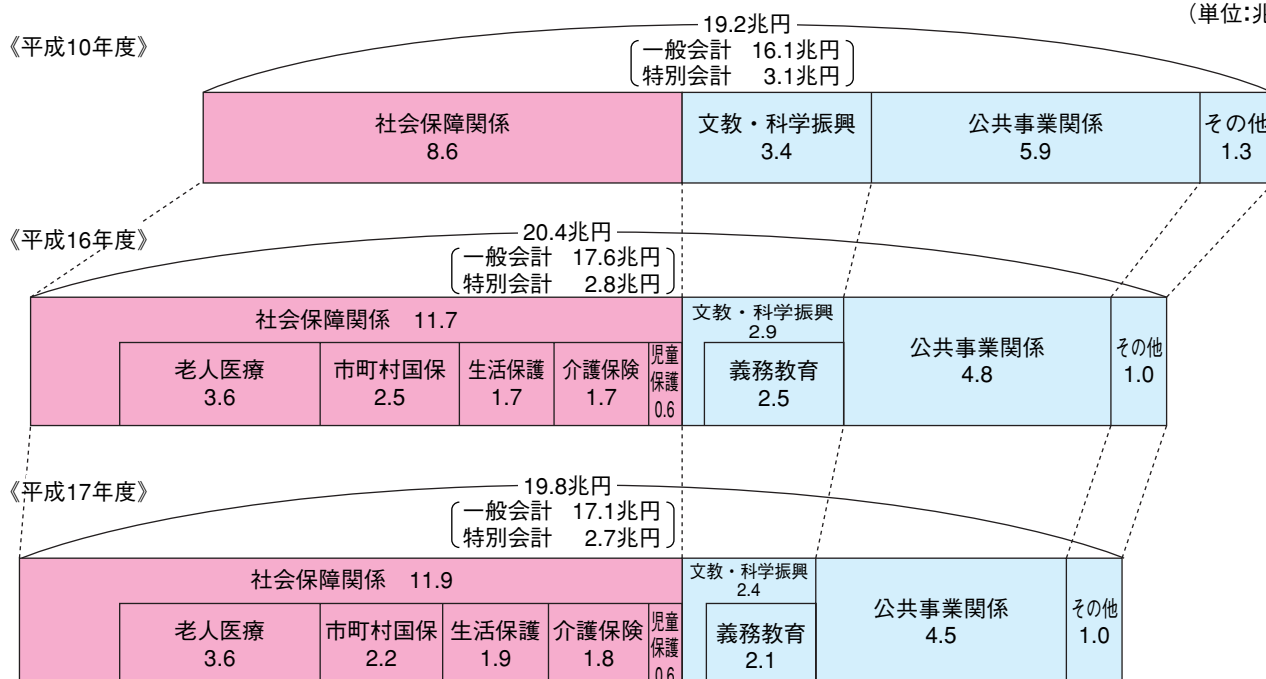 (単位:兆
《平成10年度》
19.2兆円
一般会計 16.1兆円
特別会計 3.1兆円
社会保障関係
8.6
文教・科学振興
3.4
公共事業関係
5.9
その他
1.3
《平成16年度》
20.4兆円
一般会計 17.6兆円
特別会計 2.8兆円
社会保障関係 11.7
老人医療
3.6
市町村国保
2.5
生活保護
1.7
介護保険
1.7
児童
保護
0.6
文教・科学振興
2.9
義務教育
2.5
公共事業関係
4.8
その他
1.0
《平成17年度》
19.8兆円
一般会計 17.1兆円
特別会計 2.7兆円
社会保障関係 11.9
老人医療
3.6
市町村国保
2.2
生活保護
1.9
介護保険
1.8
児童
保護
0.6
文教・科学振興
2.4
義務教育
2.1
公共事業関係
4.5
その他
1.0